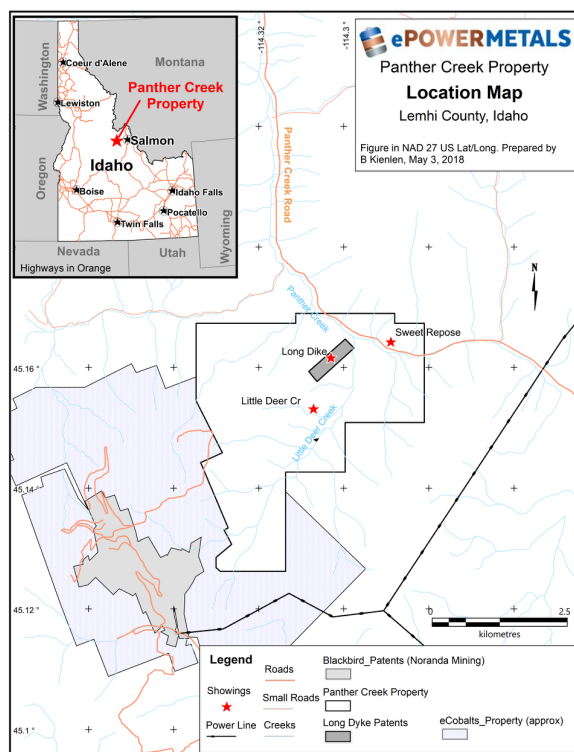 ePOWERMETALS
Panther Creek Property
Location Map
Lemhi County, Idaho
Figure in NAD 27 US Lat/Long. Prepared by
B Kienlen, May 3, 2018
Washington
Coeur d'Alene
Montana
Lewiston
Panther Creek
Property
Salmon
Idaho
Oregon
Boise
Idaho Falls
Pocatello
Twin Falls
Wyoming
Nevada
Utah
Highways in Orange
-114.32
-114.3
Panther Creek Road
N
Panther Creek
Sweet Repose
Long Dike
45.16°
Little Deer Cr
Little Deer Creek
45.14°
45.12°
45.1°
0
2.5
kilometres
Legend
Roads
Blackbird_Patents (Noranda Mining)
Showings
Small Roads
Panther Creek Property
Power Line
Creeks
Long Dyke Patents
eCobalts_Property (approx)